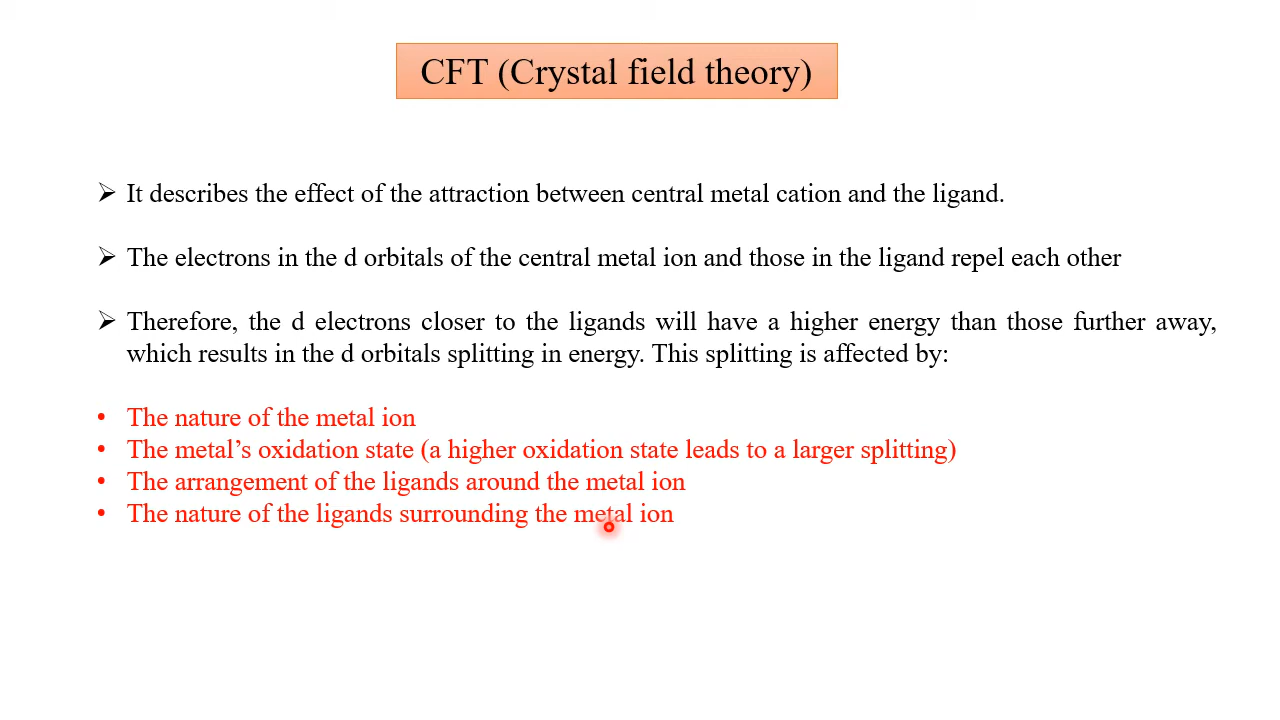 CFT (Crystal field theory)
➢ It describes the effect of the attraction between central metal cation and the ligand.
➢ The electrons in the d orbitals of the central metal ion and those in the ligand repel each other
➢ Therefore, the d electrons closer to the ligands will have a higher energy than those further away,
which results in the d orbitals splitting in energy. This splitting is affected by:
• The nature of the metal ion
• The metal’s oxidation state (a higher oxidation state leads to a larger splitting)
• The arrangement of the ligands around the metal ion
• The nature of the ligands surrounding the metal ion